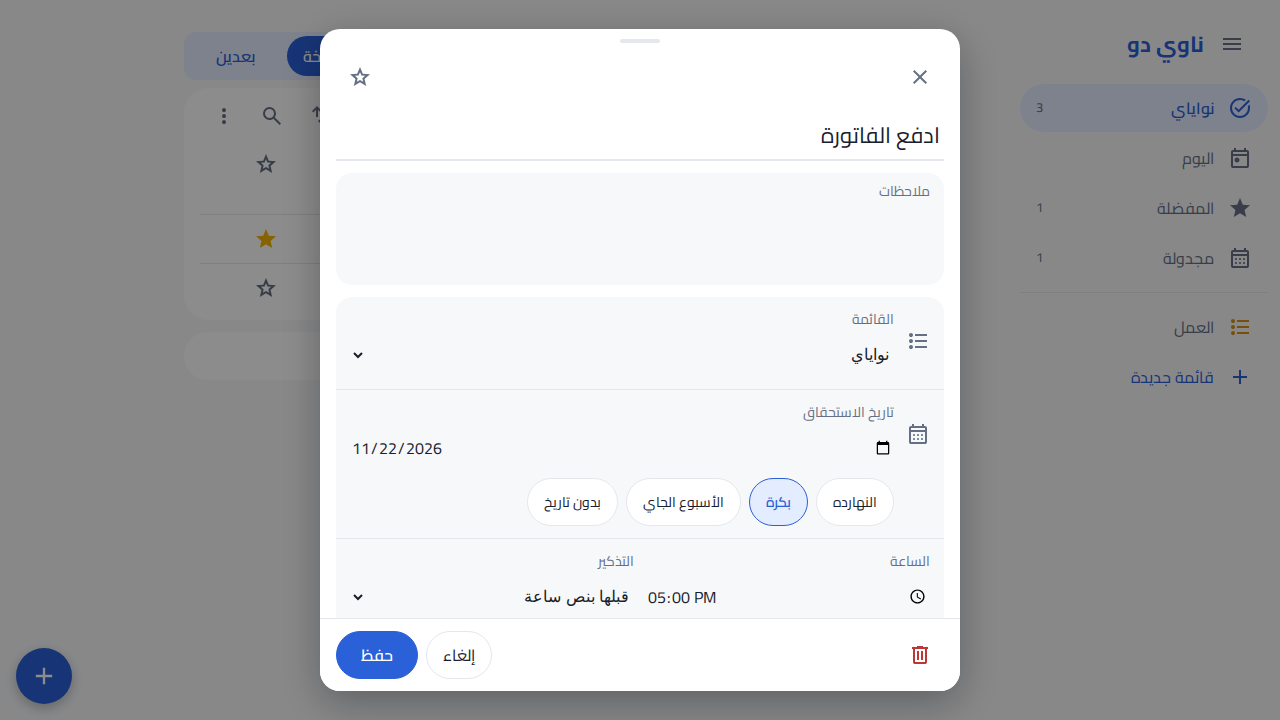 ناوي دو
نواياي
3
اليوم
المفضلة
1
مجدولة
1
العمل
قائمة جديدة
بعدين
ادفع الفاتورة
ملاحظات
القائمة
نواياي
تاريخ الاستحقاق
11/22/2026
النهارده
بكرة
الأسبوع الجاي
بدون تاريخ
الساعة
05:00 PM
التذكير
قبلها بنص ساعة
إلغاء
حفظ